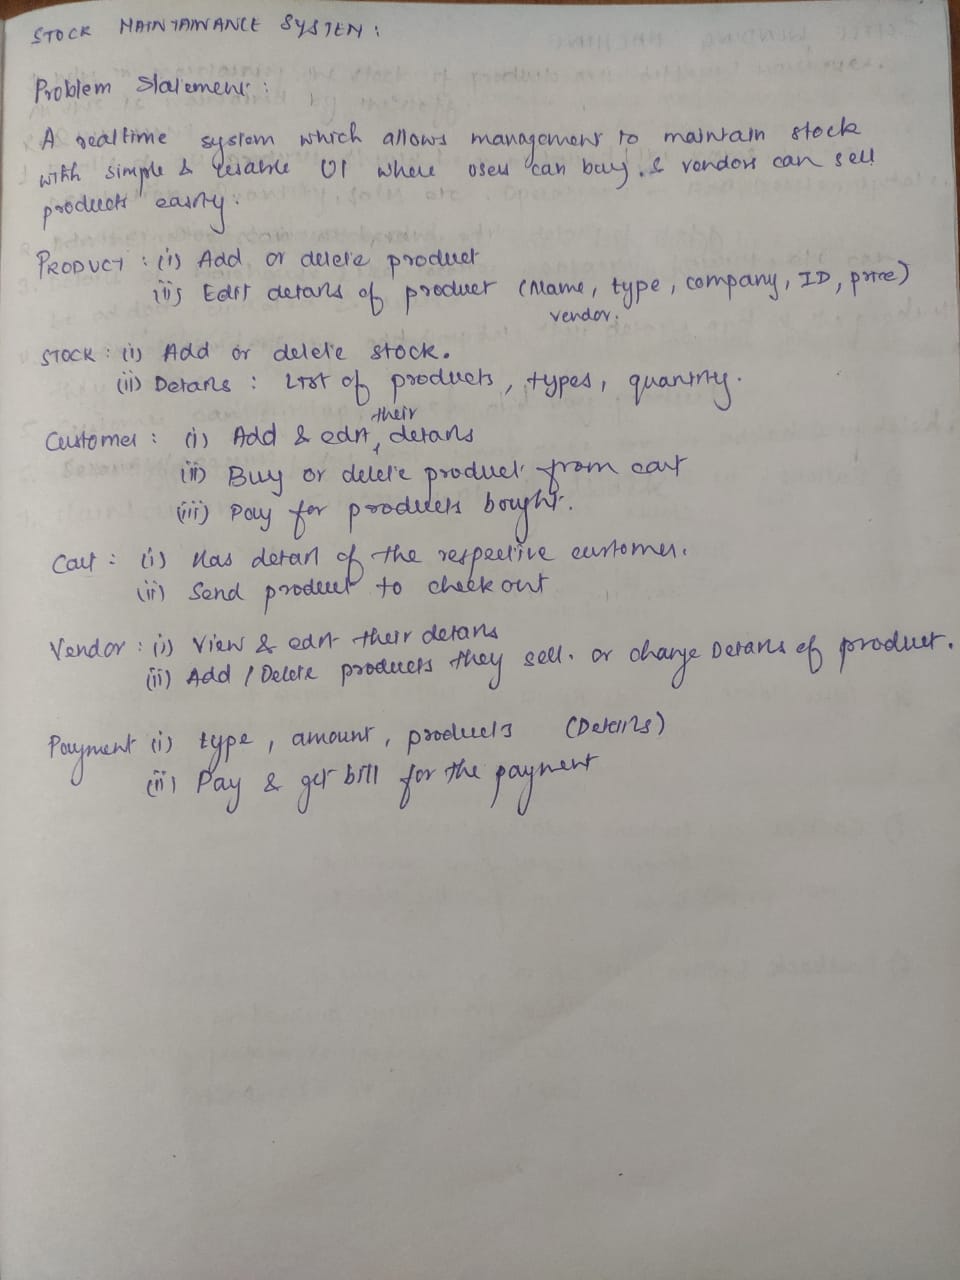 STOCK MAINTAINANCE SYSTEM :
Problem Statement :
A realtime system which allows management to maintain stock
with simple & usable UI where users can buy & vendors can sell
products easily.
PRODUCT : (i) Add or delete product
(ii) Edit details of product (Name, type, company, ID, price)
vendor.
STOCK : (i) Add or delete stock.
(ii) Details : List of products, types, quantity.
their
Customer : (i) Add & edit details
(ii) Buy or delete product from cart
(iii) Pay for products bought.
Cart : (i) Has detail of the respective customer.
(ii) Send product to check out
Vendor : (i) View & edit their details
(ii) Add / Delete products they sell. or change Details of product.
Payment (i) type, amount, products (Details)
(ii) Pay & get bill for the payment